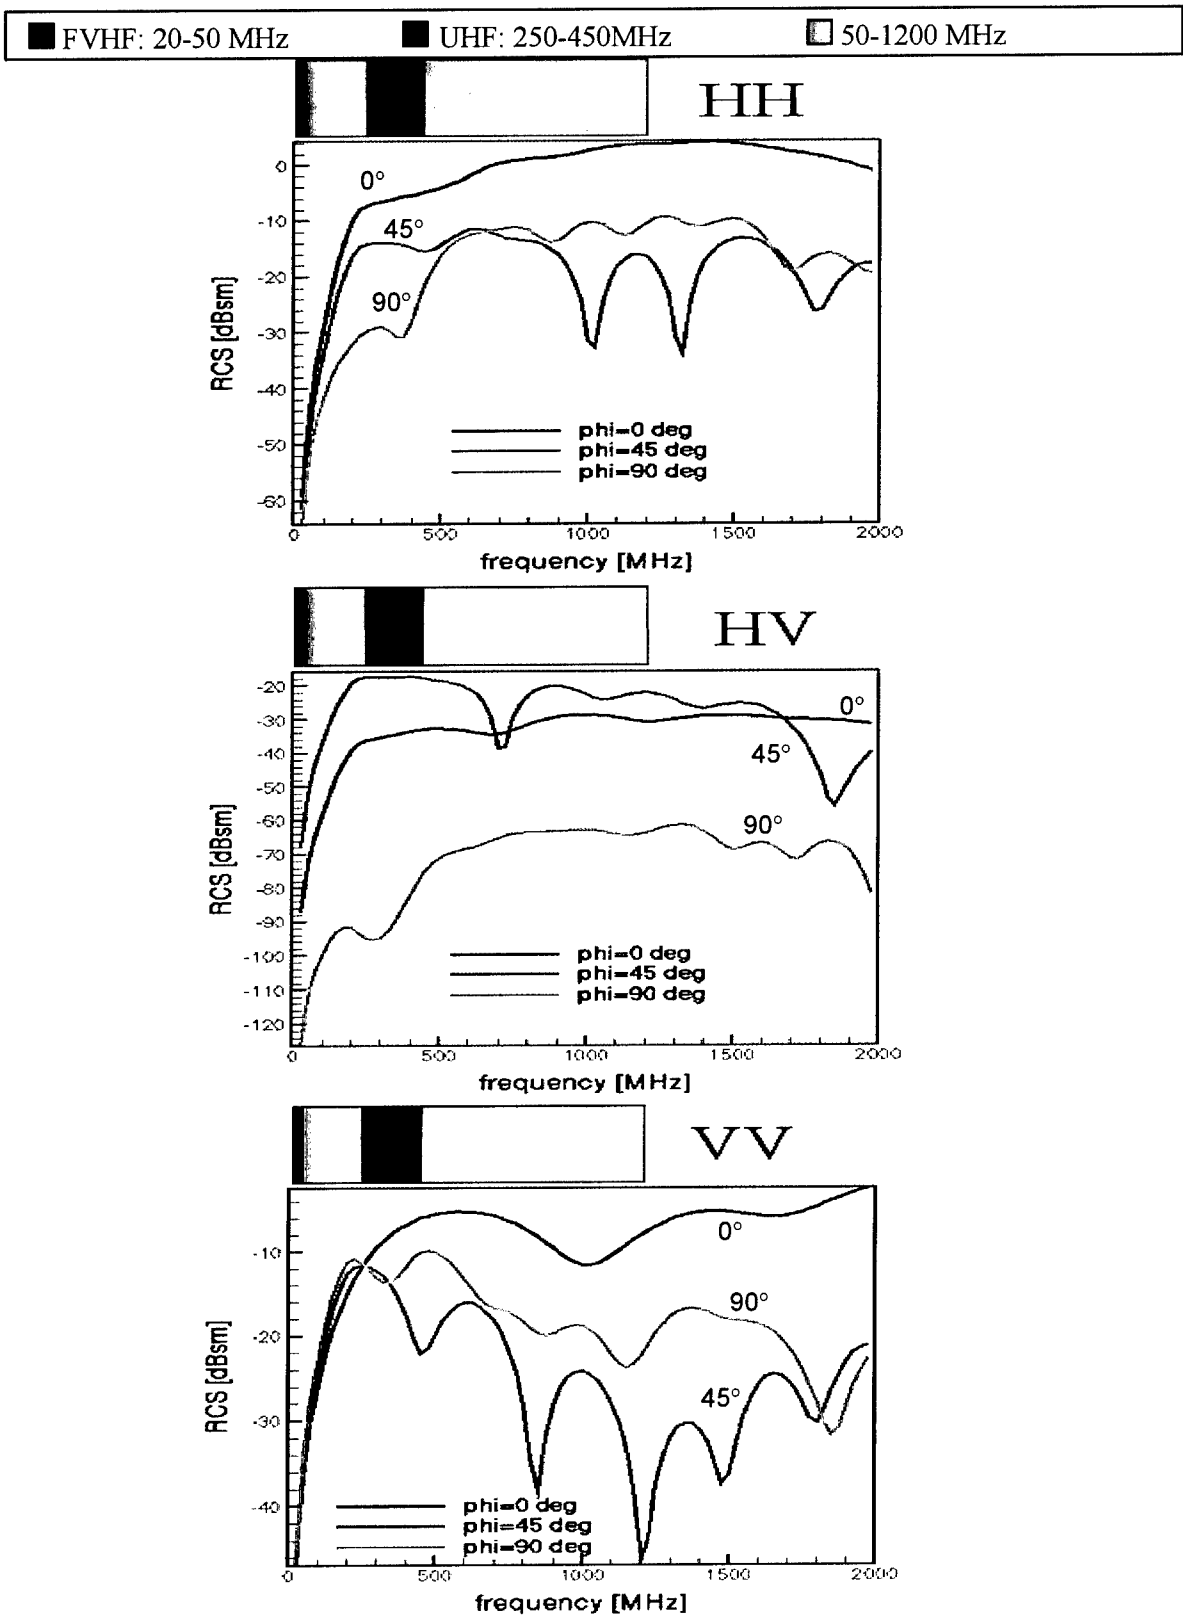 FVHF: 20-50 MHz UHF: 250-450MHz 50-1200 MHz
HH
0
-10
-20
-30
-40
-50
-60
RCS [dBsm]
0°
45°
90°
phi=0 deg
phi=45 deg
phi=90 deg
0 500 1000 1500 2000
frequency [MHz]
HV
-20
-30
-40
-50
-60
-70
-80
-90
-100
-110
-120
RCS [dBsm]
0°
45°
90°
phi=0 deg
phi=45 deg
phi=90 deg
0 500 1000 1500 2000
frequency [MHz]
VV
-10
-20
-30
-40
RCS [dBsm]
0°
90°
45°
phi=0 deg
phi=45 deg
phi=90 deg
0 500 1000 1500 2000
frequency [MHz]